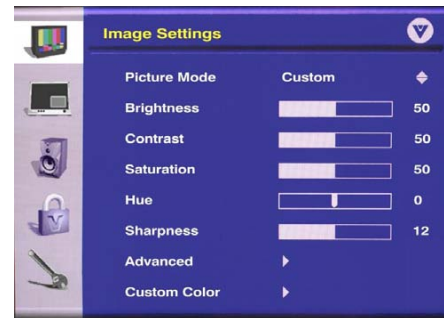 Image Settings
Picture Mode Custom
Brightness 50
Contrast 50
Saturation 50
Hue 0
Sharpness 12
Advanced
Custom Color